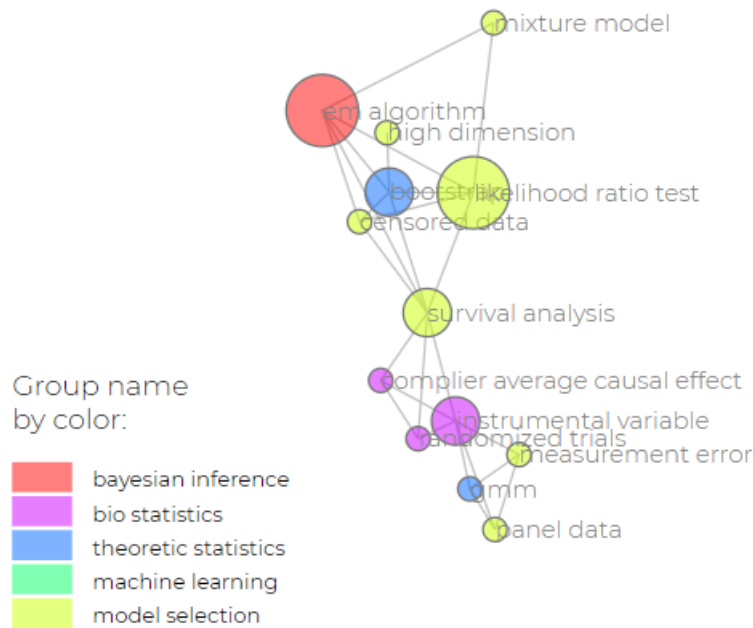 mixture model
em algorithm
high dimension
bootstrap
likelihood ratio test
censored data
survival analysis
complier average causal effect
instrumental variable
randomized trials
measurement error
gmm
panel data
Group name
by color:
bayesian inference
bio statistics
theoretic statistics
machine learning
model selection